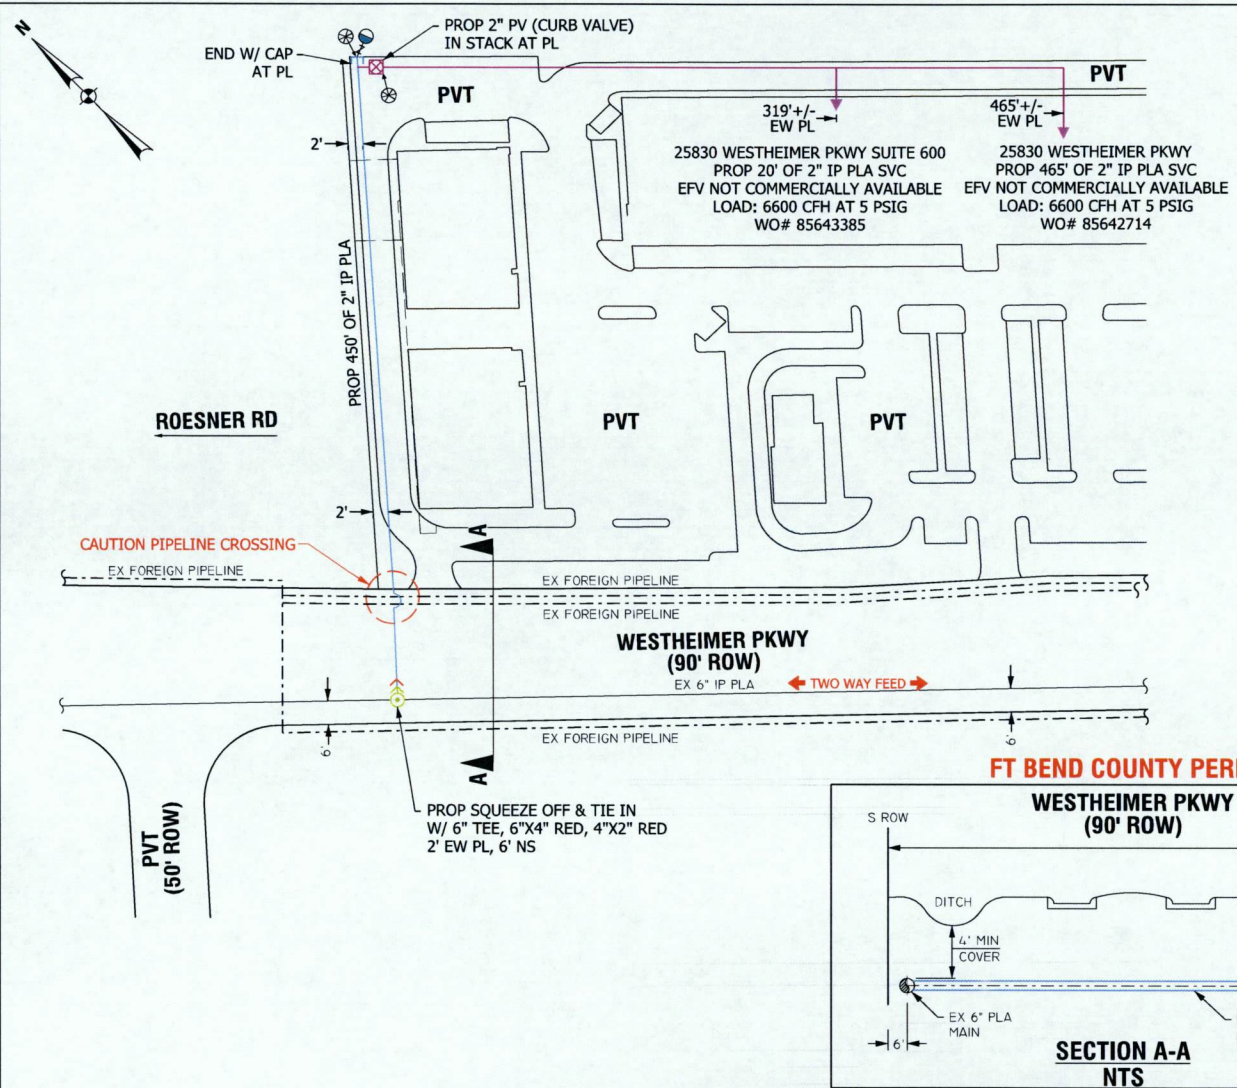 N
PROP 2" PV (CURB VALVE)
IN STACK AT PL
END W/ CAP
AT PL
PVT
PVT
319'+/-
EW PL
465'+/-
EW PL
2'
25830 WESTHEIMER PKWY SUITE 600
PROP 20' OF 2" IP PLA SVC
EFV NOT COMMERCIALLY AVAILABLE
LOAD: 6600 CFH AT 5 PSIG
WO# 85643385
25830 WESTHEIMER PKWY
PROP 465' OF 2" IP PLA SVC
EFV NOT COMMERCIALLY AVAILABLE
LOAD: 6600 CFH AT 5 PSIG
WO# 85642714
PROP 450' OF 2" IP PLA
ROESNER RD
PVT
PVT
2'
A
CAUTION PIPELINE CROSSING
EX FOREIGN PIPELINE
EX FOREIGN PIPELINE
EX FOREIGN PIPELINE
WESTHEIMER PKWY
(90' ROW)
EX 6" IP PLA
TWO WAY FEED
6'
6'
EX FOREIGN PIPELINE
A
PROP SQUEEZE OFF & TIE IN
W/ 6" TEE, 6"X4" RED, 4"X2" RED
2' EW PL, 6' NS
PVT
(50' ROW)
FT BEND COUNTY PER
WESTHEIMER PKWY
(90' ROW)
S ROW
DITCH
4' MIN
COVER
EX 6" PLA
MAIN
6'
SECTION A-A
NTS